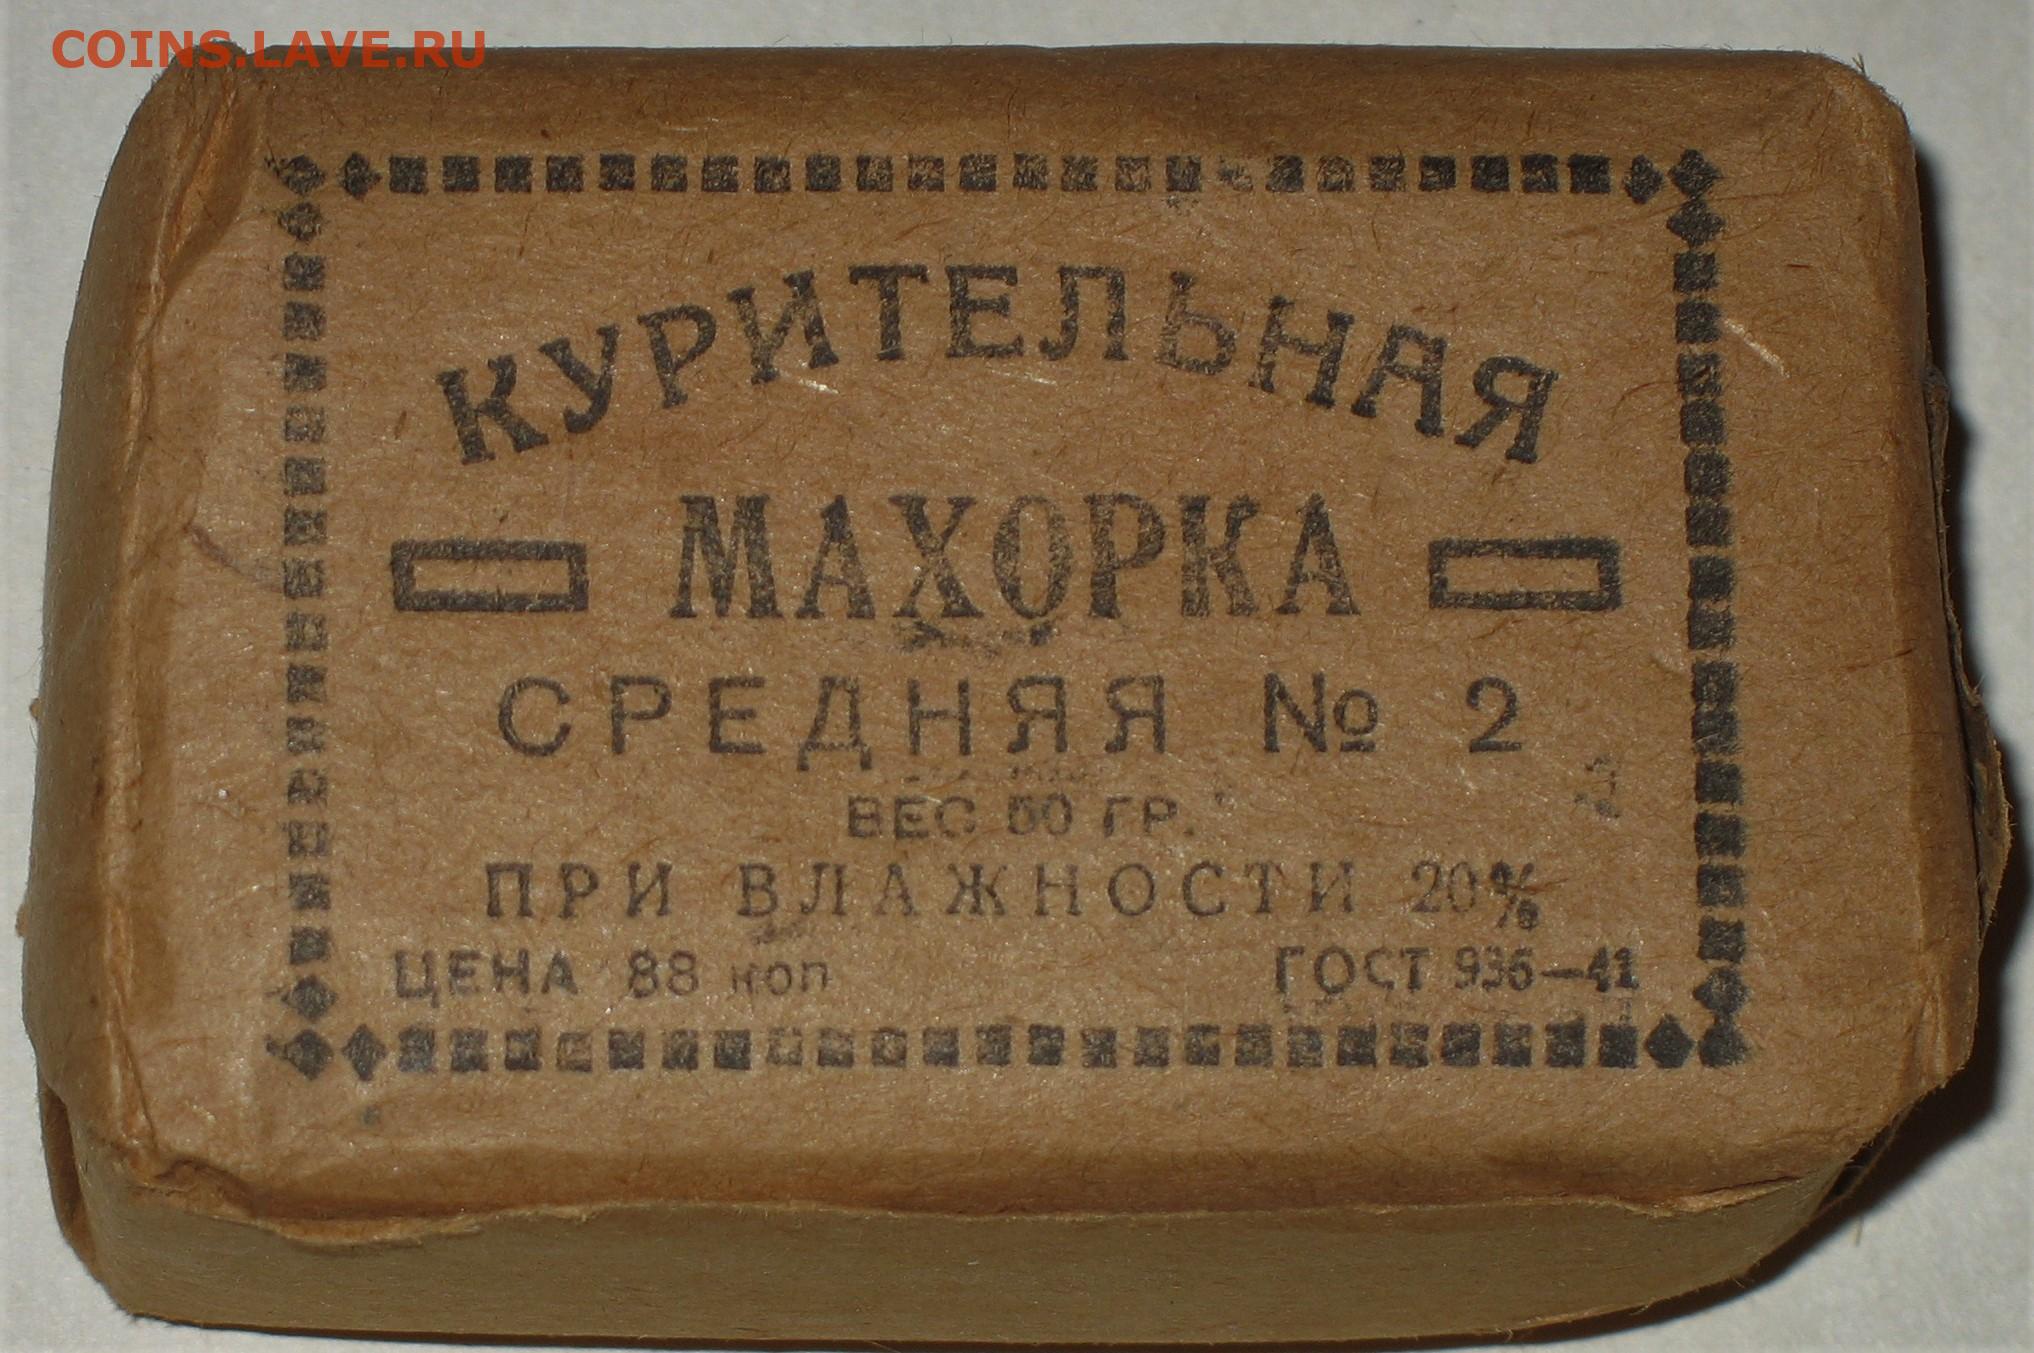 COINS.LAVE.RU
КУРИТЕЛЬНАЯ
МАХОРКА
СРЕДНЯЯ № 2
ВЕС 50 ГР.
ПРИ ВЛАЖНОСТИ 20%
ЦЕНА 88 коп
ГОСТ 936—41